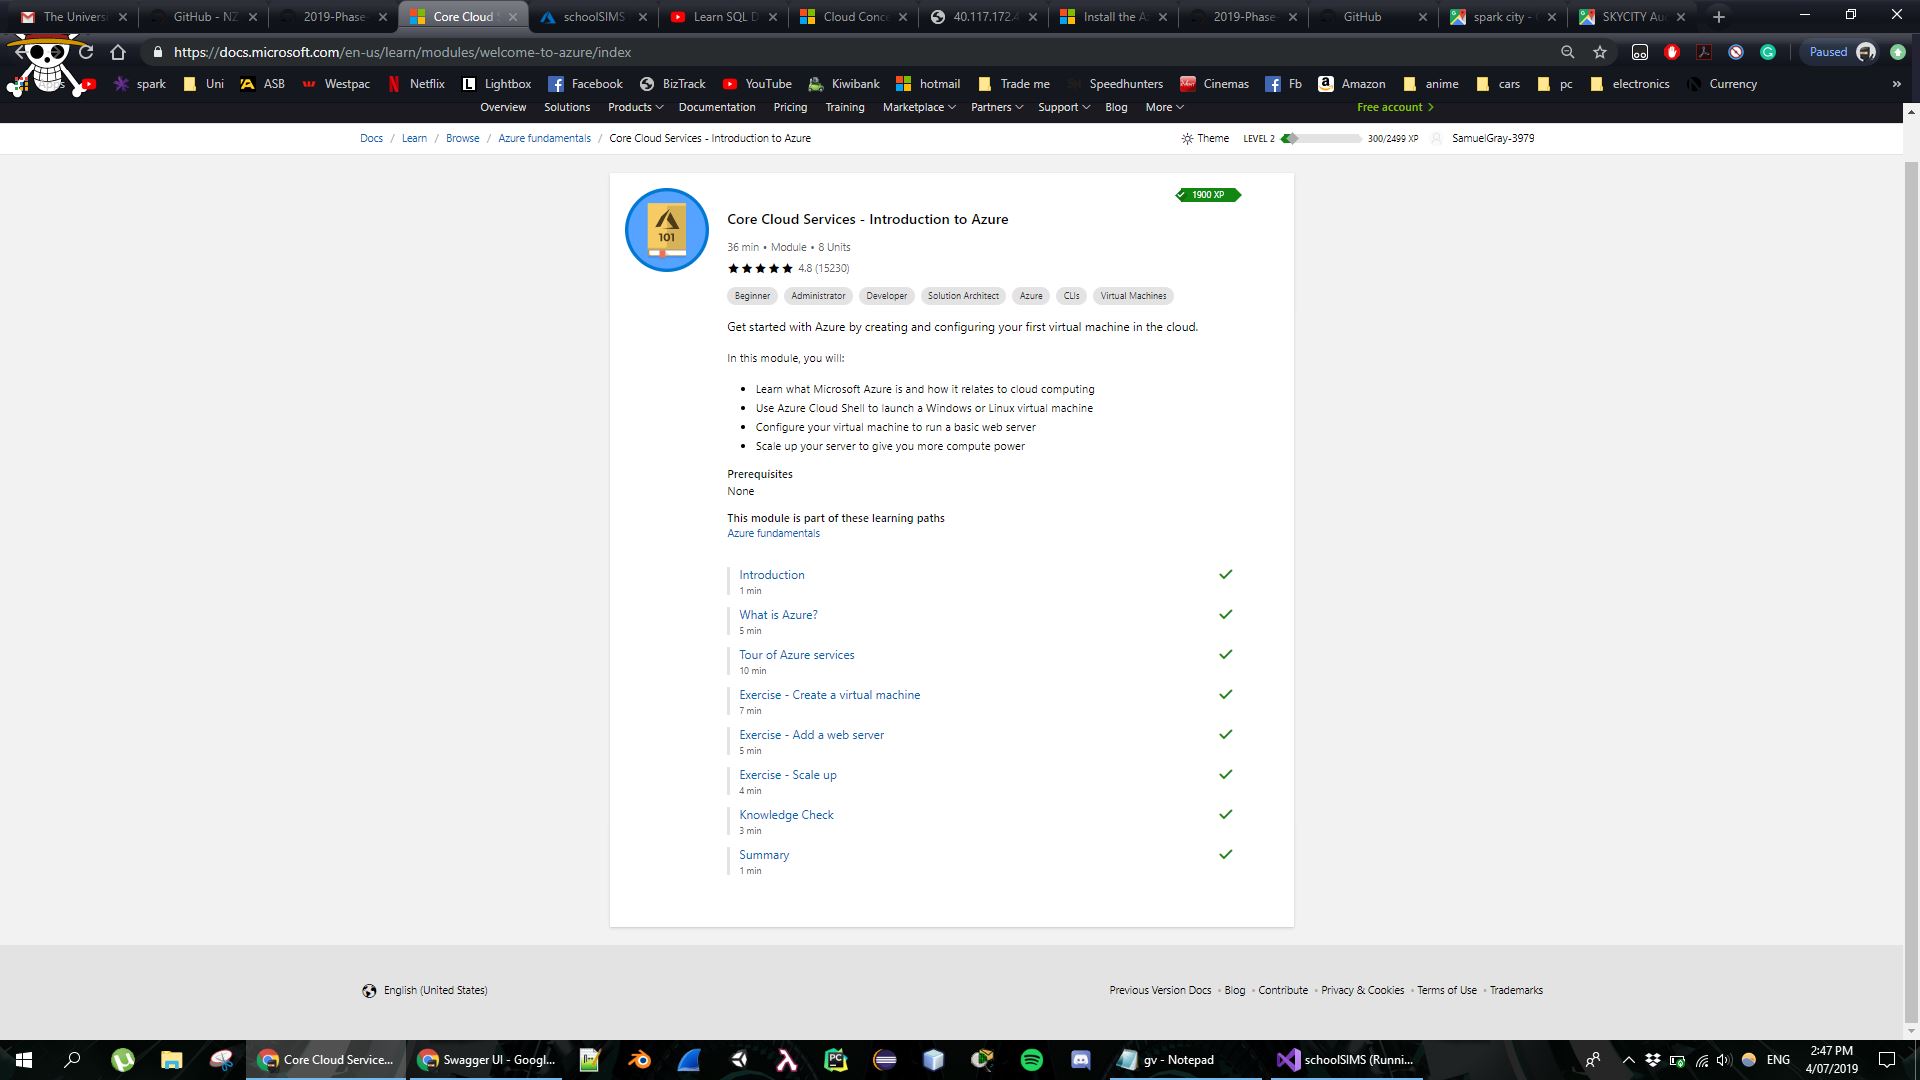 The Universi
GitHub - NZ
2019-Phase-
Core Cloud S
schoolSIMS
Learn SQL D
Cloud Conce
40.117.172.4
Install the A
2019-Phase-
GitHub
spark city -
SKYCITY Au
https://docs.microsoft.com/en-us/learn/modules/welcome-to-azure/index
Paused
Apps
spark
Uni
ASB
Westpac
Netflix
Lightbox
Facebook
BizTrack
YouTube
Kiwibank
hotmail
Trade me
Speedhunters
Cinemas
Fb
Amazon
anime
cars
pc
electronics
Currency
»
Overview Solutions Products Documentation Pricing Training Marketplace Partners Support Blog More Free account >
Docs / Learn / Browse / Azure fundamentals / Core Cloud Services - Introduction to Azure
Theme LEVEL 2 300/2499 XP SamuelGray-3979
1900 XP
101
Core Cloud Services - Introduction to Azure
36 min • Module • 8 Units
4.8 (15230)
Beginner Administrator Developer Solution Architect Azure CLIs Virtual Machines
Get started with Azure by creating and configuring your first virtual machine in the cloud.
In this module, you will:
• Learn what Microsoft Azure is and how it relates to cloud computing
• Use Azure Cloud Shell to launch a Windows or Linux virtual machine
• Configure your virtual machine to run a basic web server
• Scale up your server to give you more compute power
Prerequisites
None
This module is part of these learning paths
Azure fundamentals
Introduction
1 min
What is Azure?
5 min
Tour of Azure services
10 min
Exercise - Create a virtual machine
7 min
Exercise - Add a web server
5 min
Exercise - Scale up
4 min
Knowledge Check
3 min
Summary
1 min
English (United States)
Previous Version Docs • Blog • Contribute • Privacy & Cookies • Terms of Use • Trademarks
Core Cloud Service...
Swagger UI - Googl...
gv - Notepad
schoolSIMS (Runni...
ENG
2:47 PM
4/07/2019